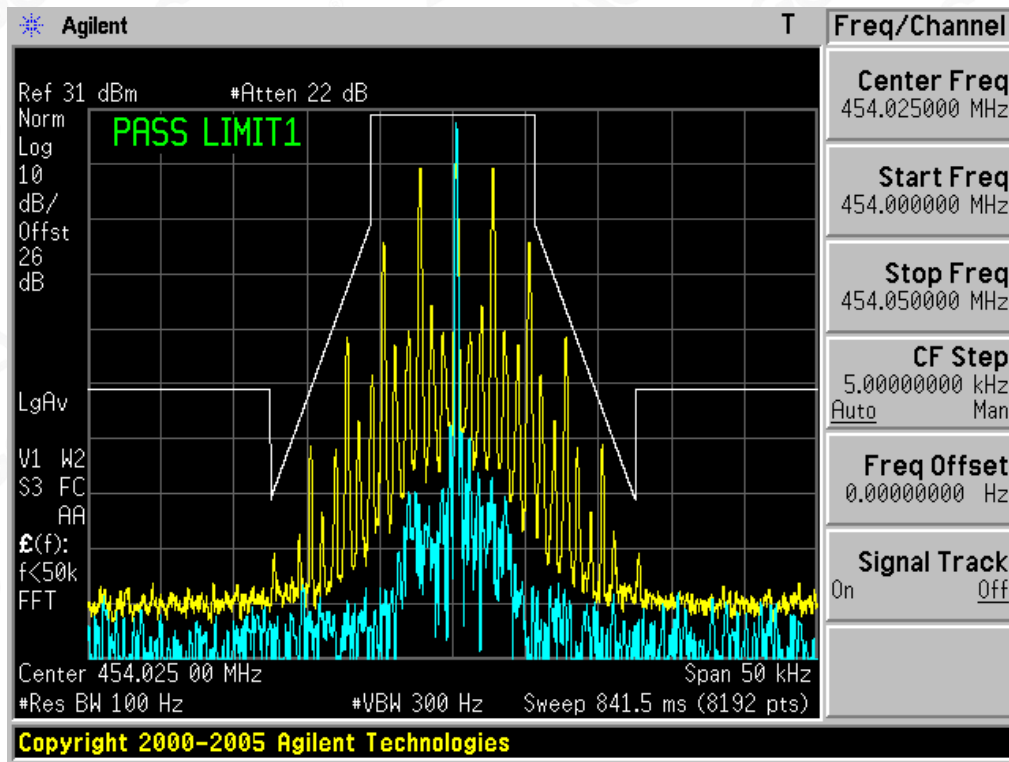 Agilent T Freq/Channel
Ref 31 dBm #Atten 22 dB
Norm
Log
10
dB/
Offst
26
dB
PASS LIMIT1
LgAv
V1 W2
S3 FC
AA
£(f):
f<50k
FFT
Center 454.025 00 MHz Span 50 kHz
#Res BW 100 Hz #VBW 300 Hz Sweep 841.5 ms (8192 pts)
Copyright 2000-2005 Agilent Technologies
Center Freq
454.025000 MHz
Start Freq
454.000000 MHz
Stop Freq
454.050000 MHz
CF Step
5.00000000 kHz
Auto Man
Freq Offset
0.00000000 Hz
Signal Track
On Off